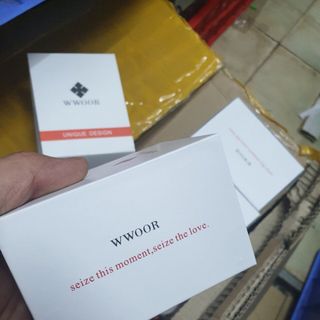 WWOOR
UNIQUE DESIGN
WWOOR
seize this moment,seize the love.